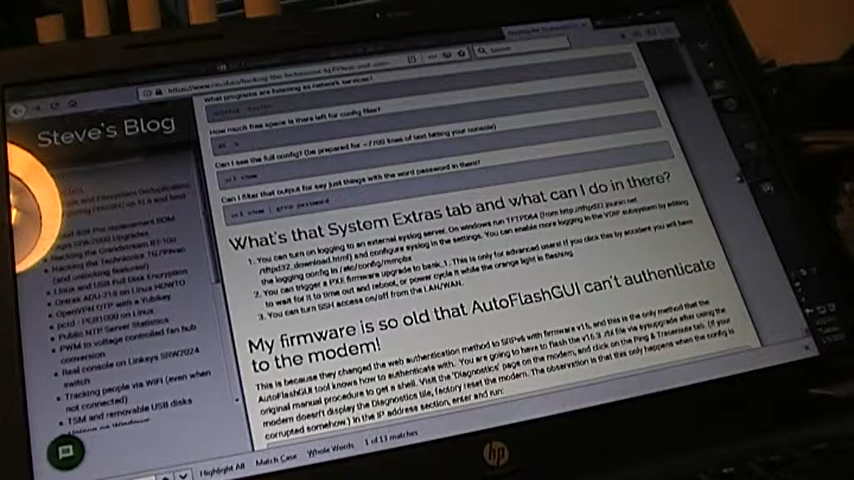 Steve's Blog
What programs are listening as network services?
How much free space is there left for config files?
Can I see the full config? (be prepared for ~7700 lines of text hitting your console)
uci show
Can I filter that output for say just things with the word password in there?
uci show | grep password
What's that System Extras tab and what can I do in there?
1. You can turn on logging to an external syslog server. On windows run TFTPD64 (from http://tftpd32.jounin.net
/tftpd32_download.html) and configure syslog in the settings. You can enable more logging in the VOIP subsystem by editing
the logging config in /etc/config/mmpbx
2. You can trigger a PXE firmware upgrade to bank_1. This is only for advanced users! If you click this by accident you will have
to wait for it to time out and reboot, or power cycle it while the orange light is flashing.
3. You can turn SSH access on/off from the LAN/WAN.
My firmware is so old that AutoFlashGUI can't authenticate
to the modem!
This is because they changed the web authentication method to SRPv6 with firmware v16, and this is the only method that the
AutoFlashGUI tool knows how to authenticate with. You are going to have to flash the v15.3 .rbi file via sysupgrade after using the
original manual procedure to get a shell. Visit the 'Diagnostics' page on the modem, and click on the Ping & Traceroute tab. (If your
modem doesn't display the Diagnostics tile, factory reset the modem. The observation is that this only happens when the config is
corrupted somehow.) In the IP address section, enter and run:
Hacking the Grandstream BT-100
Hacking the Technicolor TG799vac
(and unlocking features!)
Linux and USB Full Disk Encryption
Ontrak ADU-218 on Linux HOWTO
OpenVPN OTP with a Yubikey
pcrd - PCR1000 on Linux
Public NTP Server Statistics
PWM to voltage controlled fan hub
conversion
Real console on Linksys SRW2024
switch
Tracking people via WiFi (even when
not connected)
TSM and removable USB disks
Highlight All
Match Case
Whole Words
1 of 13 matches
hp